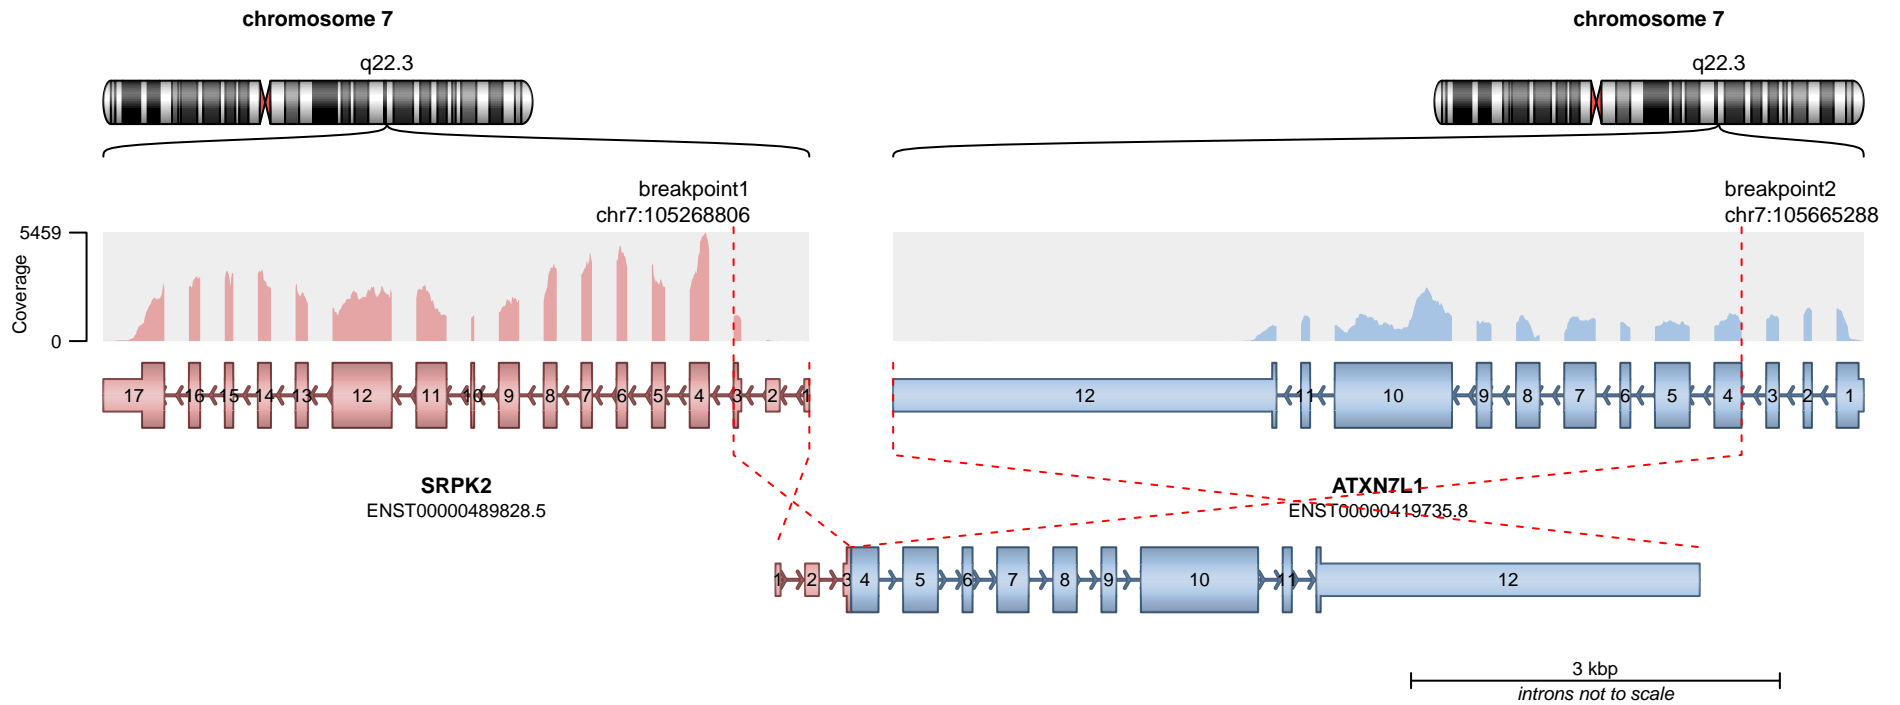 chromosome 7
chromosome 7
q22.3
q22.3
breakpoint1
chr7:105268806
breakpoint2
chr7:105665288
Coverage
5459
0
17 16 15 14 13 12 11 10 9 8 7 6 5 4 3 2 1
12 11 10 9 8 7 6 5 4 3 2 1
SRPK2
ENST00000489828.5
ATXN7L1
ENST00000419735.8
1 2 3 4 5 6 7 8 9 10 11 12
3 kbp
introns not to scale